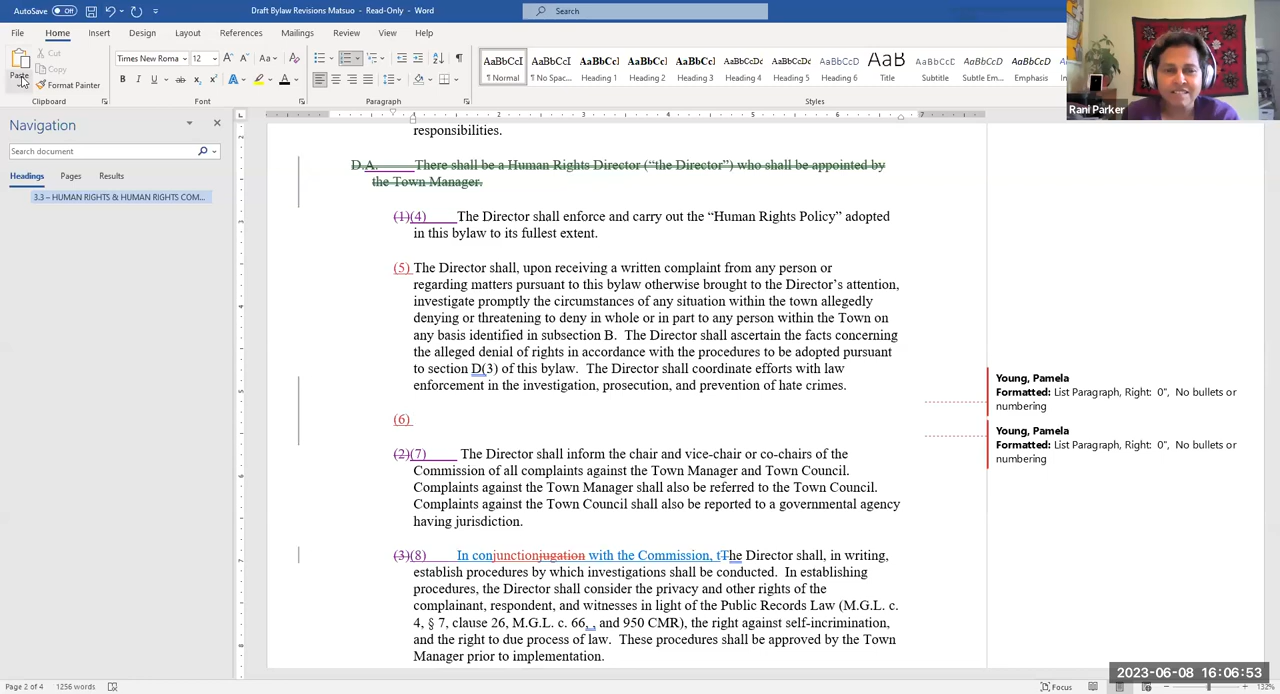 AutoSave Off Draft Bylaw Revisions Matsuo - Read-Only - Word Search
File Home Insert Design Layout References Mailings Review View Help
Paste Cut Copy Format Painter
Times New Roma 12
B I U ab x₂ x² A A
AaBbCcI ¶ Normal
AaBbCcI ¶ No Spac...
AaBbCc Heading 1
AaBbCc Heading 2
AaBbCc Heading 3
AaBbCcDc Heading 4
AaBbCcI Heading 5
AaBbCcDc Heading 6
AaB Title
AaBbCcC Subtitle
AaBbCcDc Subtle Em...
AaBbCcDc Emphasis
Clipboard Font Paragraph Styles
Rani Parker
Navigation
Search document
Headings Pages Results
3.3 – HUMAN RIGHTS & HUMAN RIGHTS COM...
responsibilities.
D.A. There shall be a Human Rights Director (“the Director”) who shall be appointed by
the Town Manager.
(1)(4) The Director shall enforce and carry out the “Human Rights Policy” adopted
in this bylaw to its fullest extent.
(5) The Director shall, upon receiving a written complaint from any person or
regarding matters pursuant to this bylaw otherwise brought to the Director’s attention,
investigate promptly the circumstances of any situation within the town allegedly
denying or threatening to deny in whole or in part to any person within the Town on
any basis identified in subsection B. The Director shall ascertain the facts concerning
the alleged denial of rights in accordance with the procedures to be adopted pursuant
to section D(3) of this bylaw. The Director shall coordinate efforts with law
enforcement in the investigation, prosecution, and prevention of hate crimes.
(6)
(2)(7) The Director shall inform the chair and vice-chair or co-chairs of the
Commission of all complaints against the Town Manager and Town Council.
Complaints against the Town Manager shall also be referred to the Town Council.
Complaints against the Town Council shall also be reported to a governmental agency
having jurisdiction.
(3)(8) In conjunctionjugation with the Commission, tThe Director shall, in writing,
establish procedures by which investigations shall be conducted. In establishing
procedures, the Director shall consider the privacy and other rights of the
complainant, respondent, and witnesses in light of the Public Records Law (M.G.L. c.
4, § 7, clause 26, M.G.L. c. 66, , and 950 CMR), the right against self-incrimination,
and the right to due process of law. These procedures shall be approved by the Town
Manager prior to implementation.
Young, Pamela
Formatted: List Paragraph, Right: 0", No bullets or
numbering
Young, Pamela
Formatted: List Paragraph, Right: 0", No bullets or
numbering
2023-06-08 16:06:53
Page 2 of 4 1256 words Focus 132%